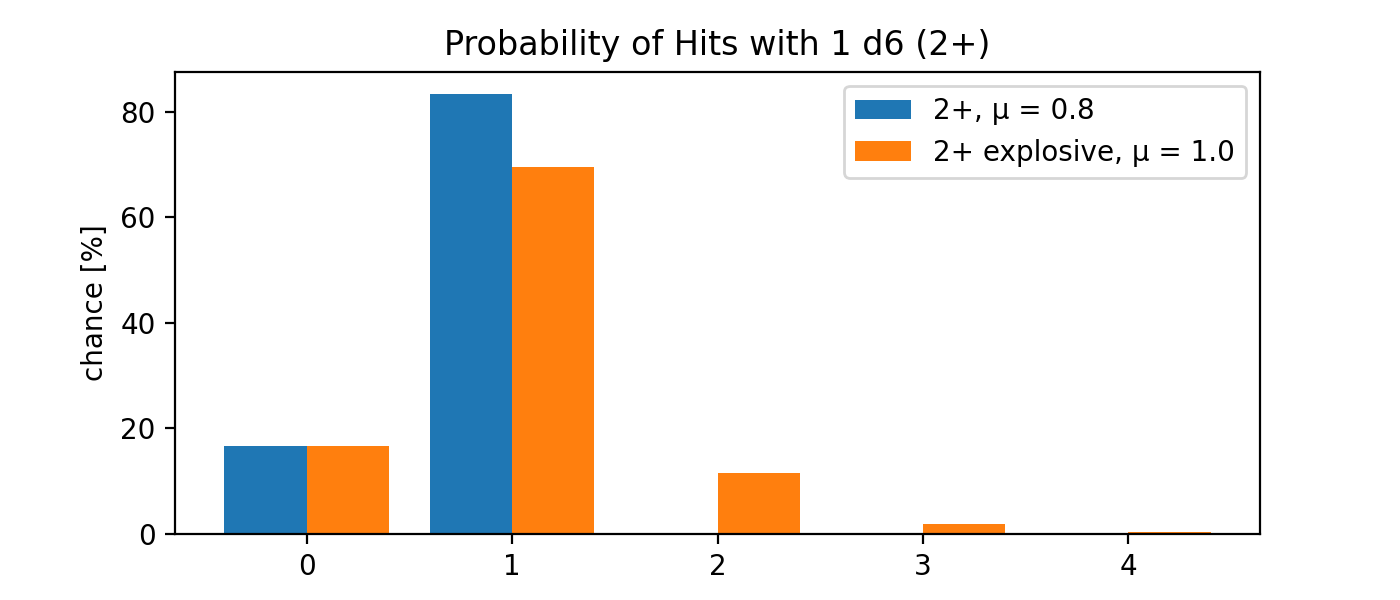 Probability of Hits with 1 d6 (2+)
2+, μ = 0.8
2+ explosive, μ = 1.0
chance [%]
80
60
40
20
0
0 1 2 3 4